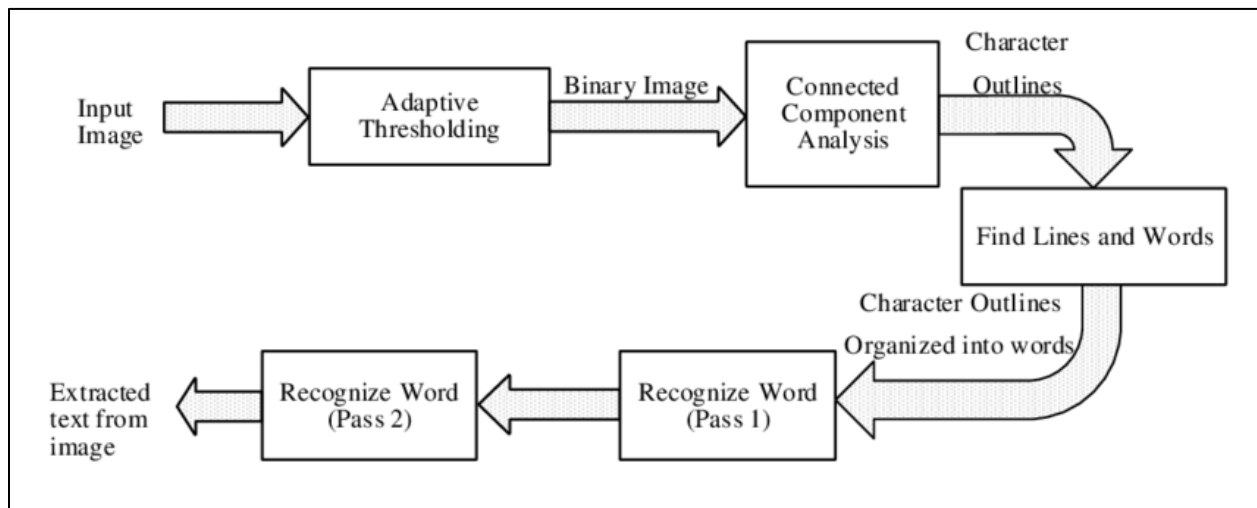 Input
Image
Adaptive
Thresholding
Binary Image
Connected
Component
Analysis
Character
Outlines
Find Lines and Words
Character Outlines
Organized into words
Recognize Word
(Pass 1)
Recognize Word
(Pass 2)
Extracted
text from
image